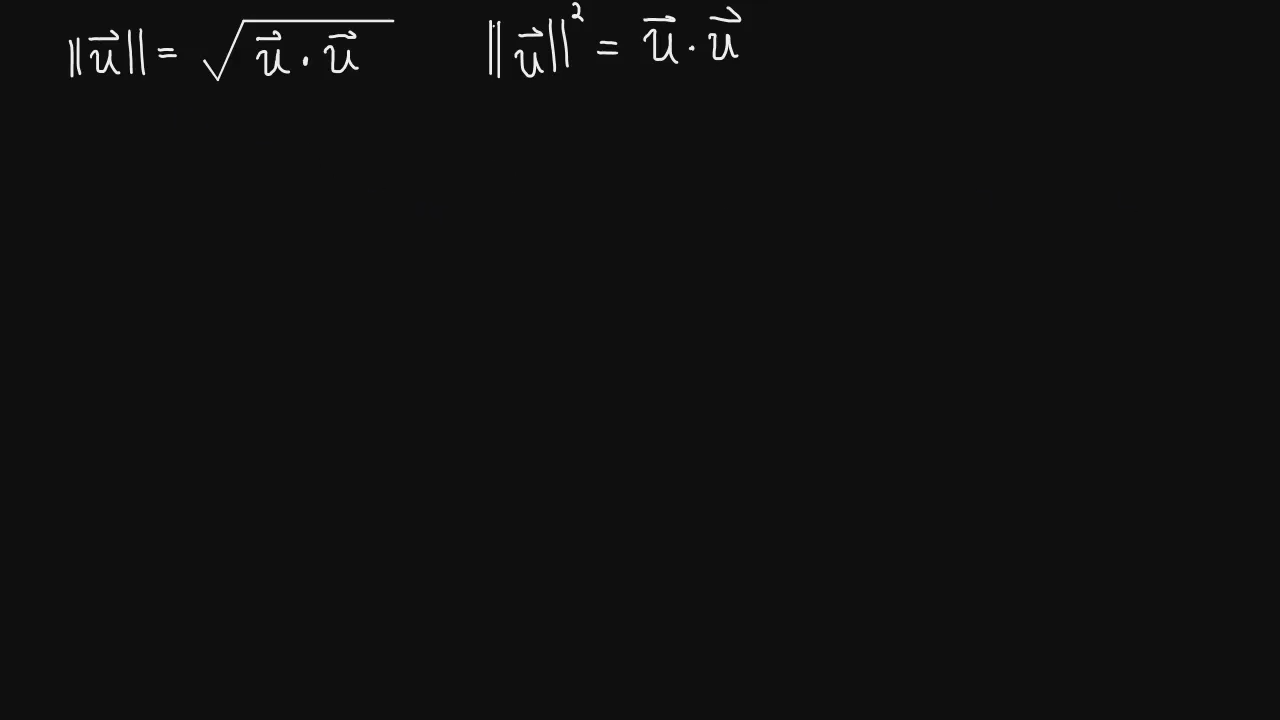 ‖u⃗‖ = √(u⃗ · u⃗)    ‖u⃗‖² = u⃗ · u⃗